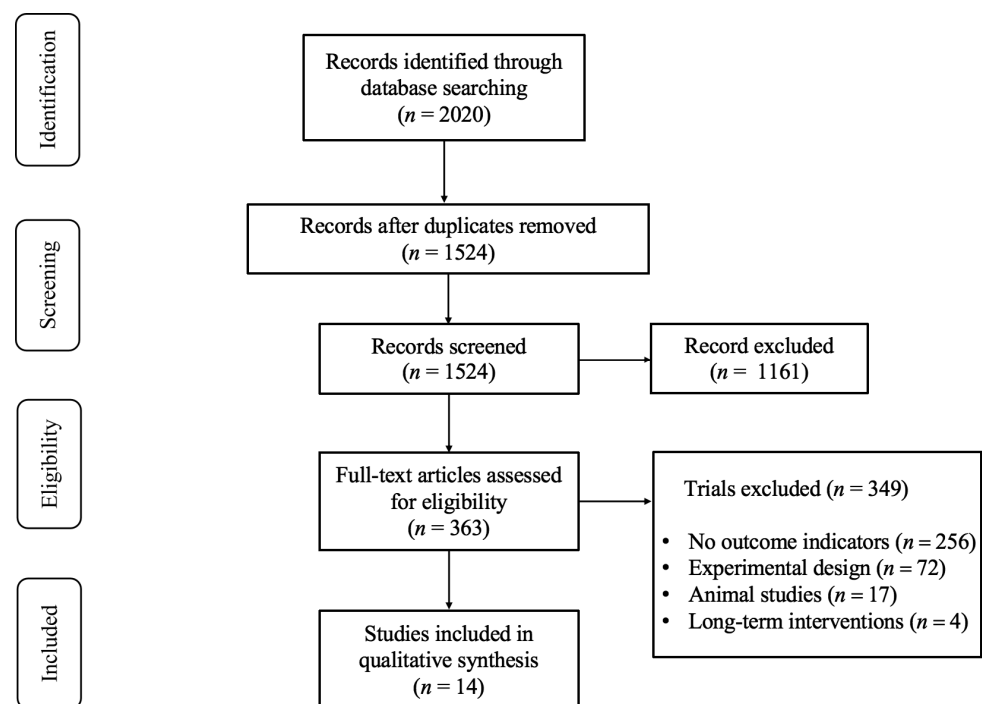 Identification
Records identified through
database searching
(n = 2020)
Screening
Records after duplicates removed
(n = 1524)
Records screened
(n = 1524)
Record excluded
(n = 1161)
Eligibility
Full-text articles assessed
for eligibility
(n = 363)
Trials excluded (n = 349)
• No outcome indicators (n = 256)
• Experimental design (n = 72)
• Animal studies (n = 17)
• Long-term interventions (n = 4)
Included
Studies included in
qualitative synthesis
(n = 14)